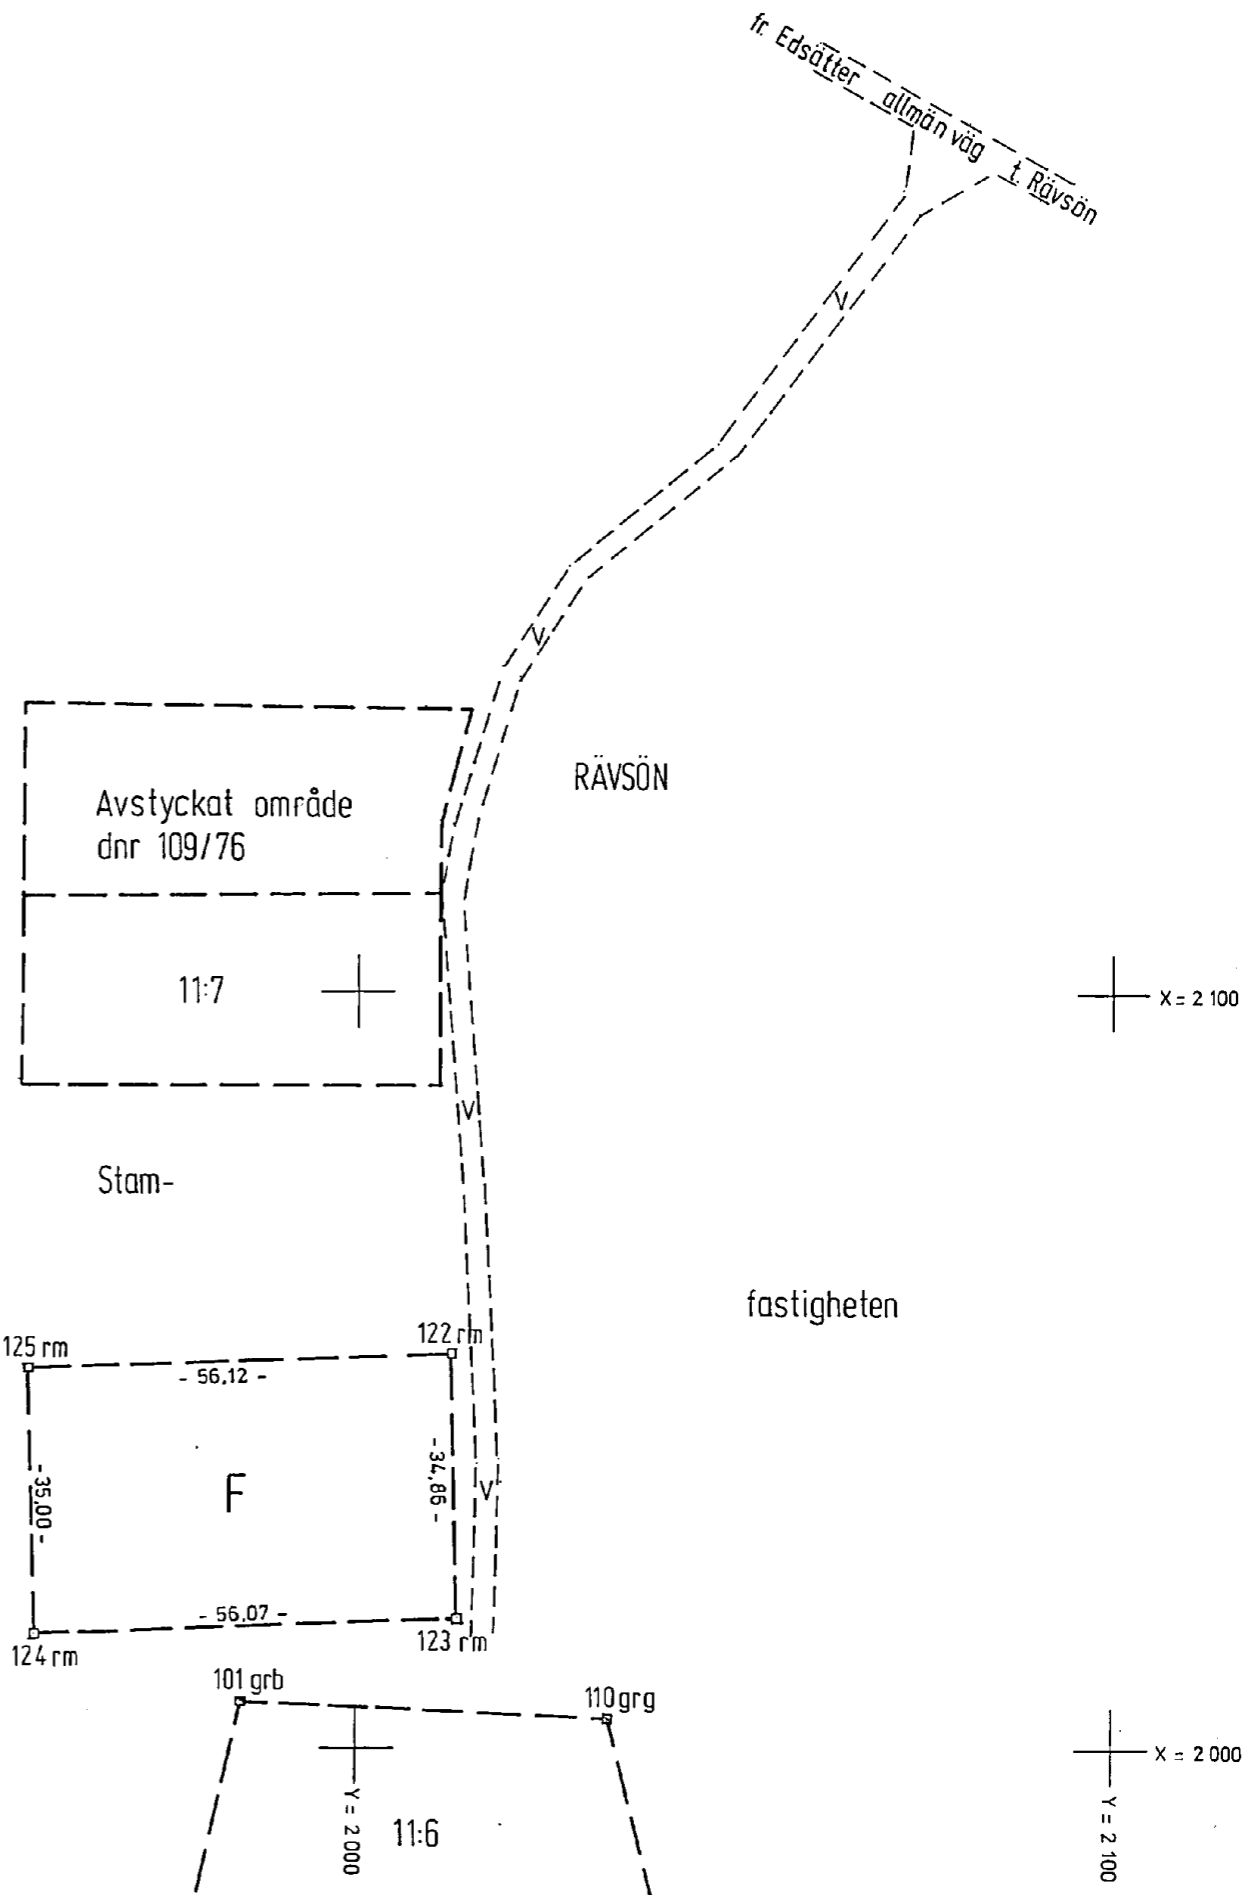 fr. Edsätter allmän väg t. Rävsön
V
V
RÄVSÖN
Avstyckat område
dnr 109/76
11:7
X = 2 100
V
Stam-
fastigheten
125 rm
122 rm
- 56,12 -
- 35,00 -
F
- 34,86 -
V
- 56,07 -
124 rm
123 rm
101 grb
110 grg
X = 2 000
Y = 2 000
11:6
Y = 2 100